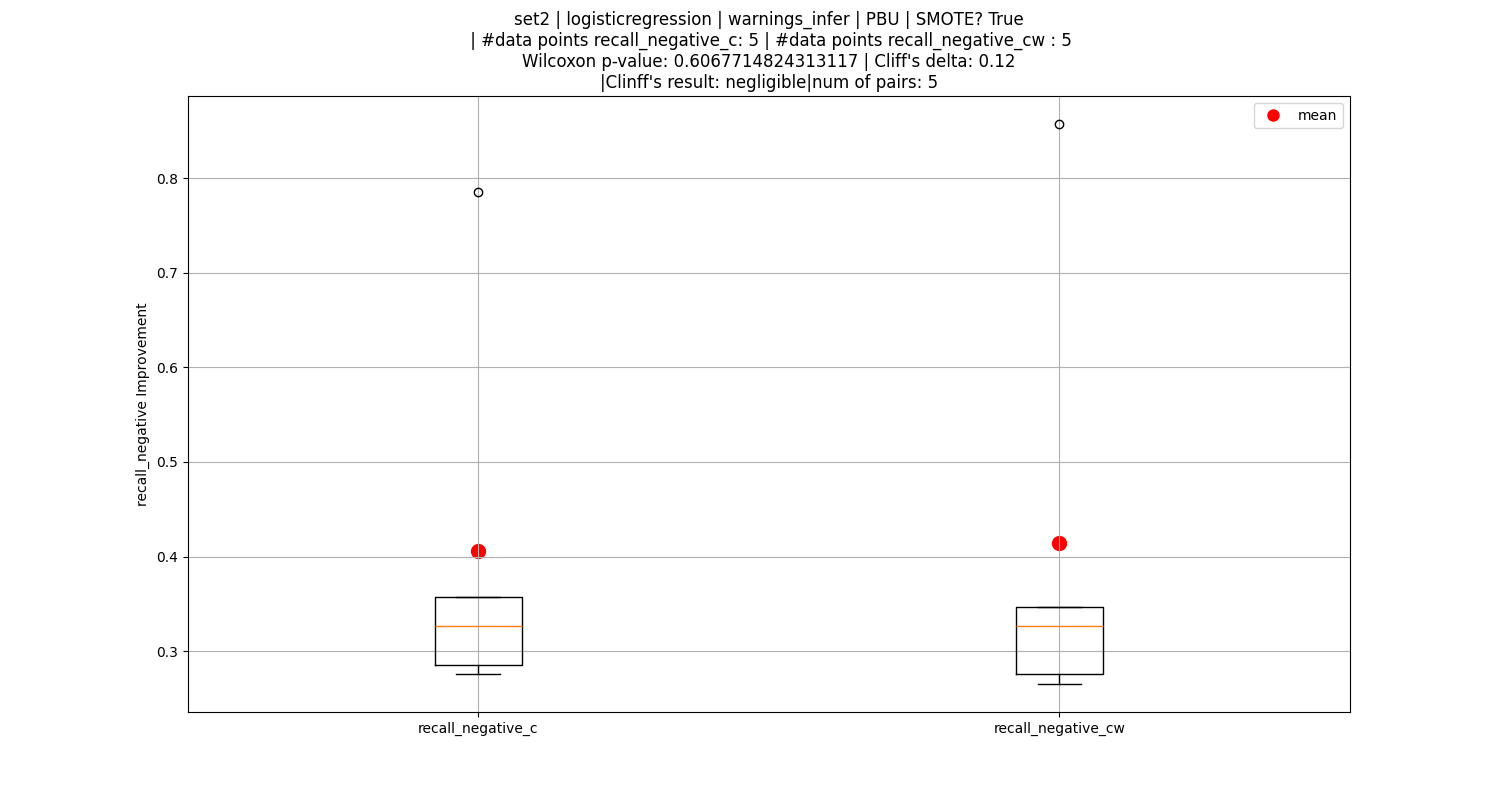 set2 | logisticregression | warnings_infer | PBU | SMOTE? True
| #data points recall_negative_c: 5 | #data points recall_negative_cw : 5
Wilcoxon p-value: 0.6067714824313117 | Cliff's delta: 0.12
|Clinff's result: negligible|num of pairs: 5
mean
0.8
0.7
0.6
0.5
0.4
0.3
recall_negative Improvement
recall_negative_c
recall_negative_cw